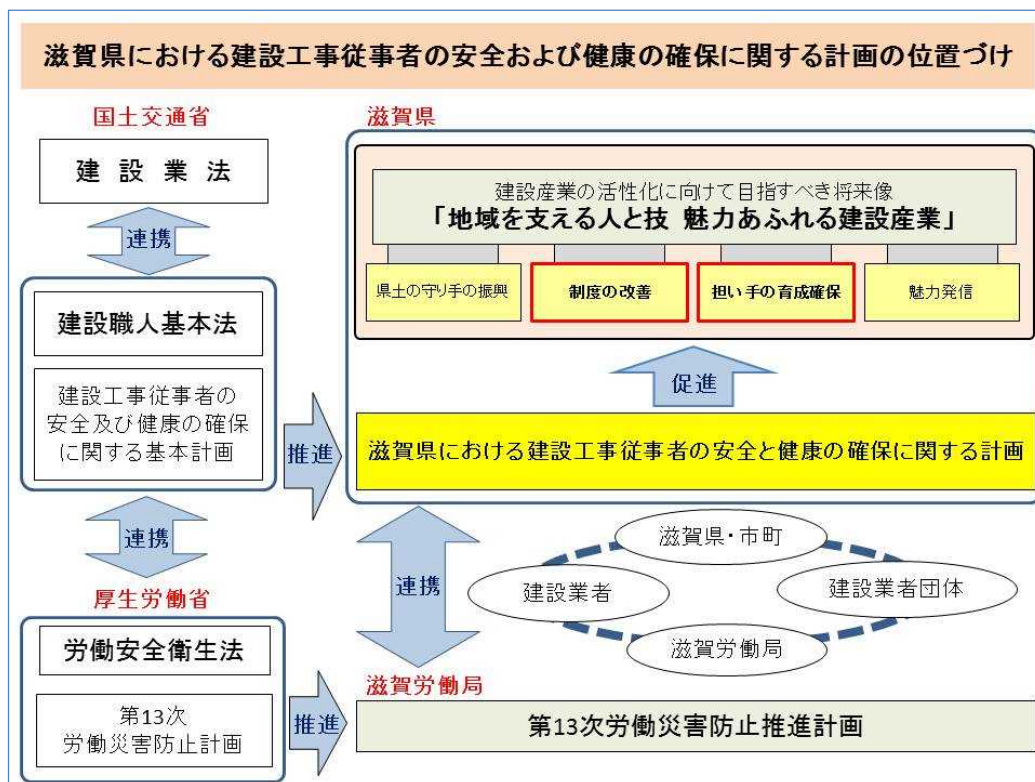 滋賀県における建設工事従事者の安全および健康の確保に関する計画の位置づけ
国土交通省
建設業法
連携
建設職人基本法
建設工事従事者の
安全及び健康の確保
に関する基本計画
推進
連携
厚生労働省
労働安全衛生法
第13次
労働災害防止計画
推進
滋賀県
建設産業の活性化に向けて目指すべき将来像
「地域を支える人と技 魅力あふれる建設産業」
県土の守り手の振興
制度の改善
担い手の育成確保
魅力発信
促進
滋賀県における建設工事従事者の安全と健康の確保に関する計画
連携
滋賀県・市町
建設業者
建設業者団体
滋賀労働局
滋賀労働局
第13次労働災害防止推進計画